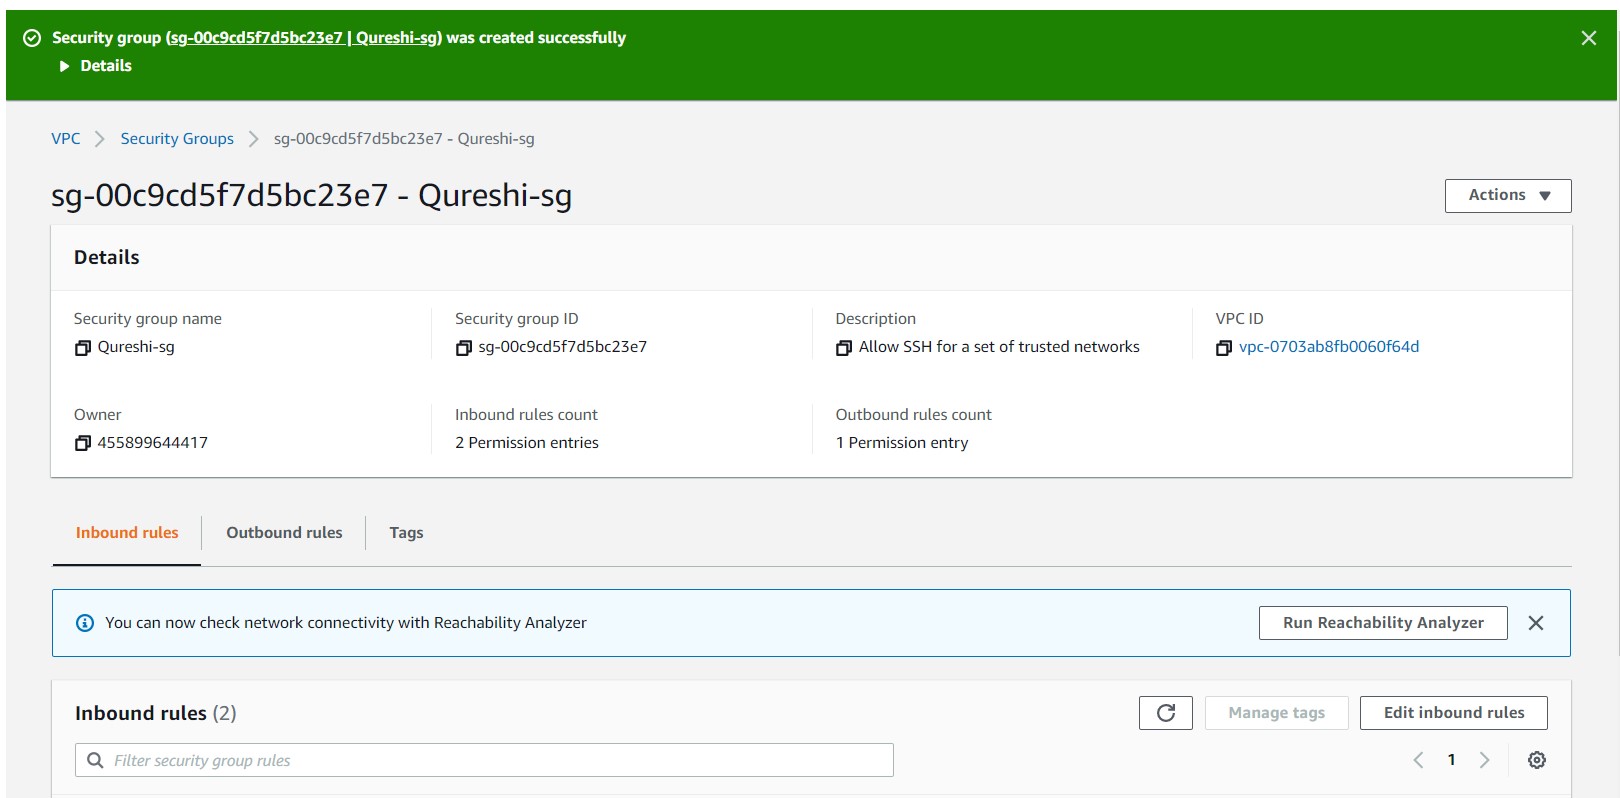 Security group (sg-00c9cd5f7d5bc23e7 | Qureshi-sg) was created successfully
Details
VPC Security Groups sg-00c9cd5f7d5bc23e7 - Qureshi-sg
sg-00c9cd5f7d5bc23e7 - Qureshi-sg
Actions
Details
Security group name Security group ID Description VPC ID
Qureshi-sg sg-00c9cd5f7d5bc23e7 Allow SSH for a set of trusted networks vpc-0703ab8fb0060f64d
Owner Inbound rules count Outbound rules count
455899644417 2 Permission entries 1 Permission entry
Inbound rules Outbound rules Tags
You can now check network connectivity with Reachability Analyzer Run Reachability Analyzer
Inbound rules (2) Manage tags Edit inbound rules
Filter security group rules 1